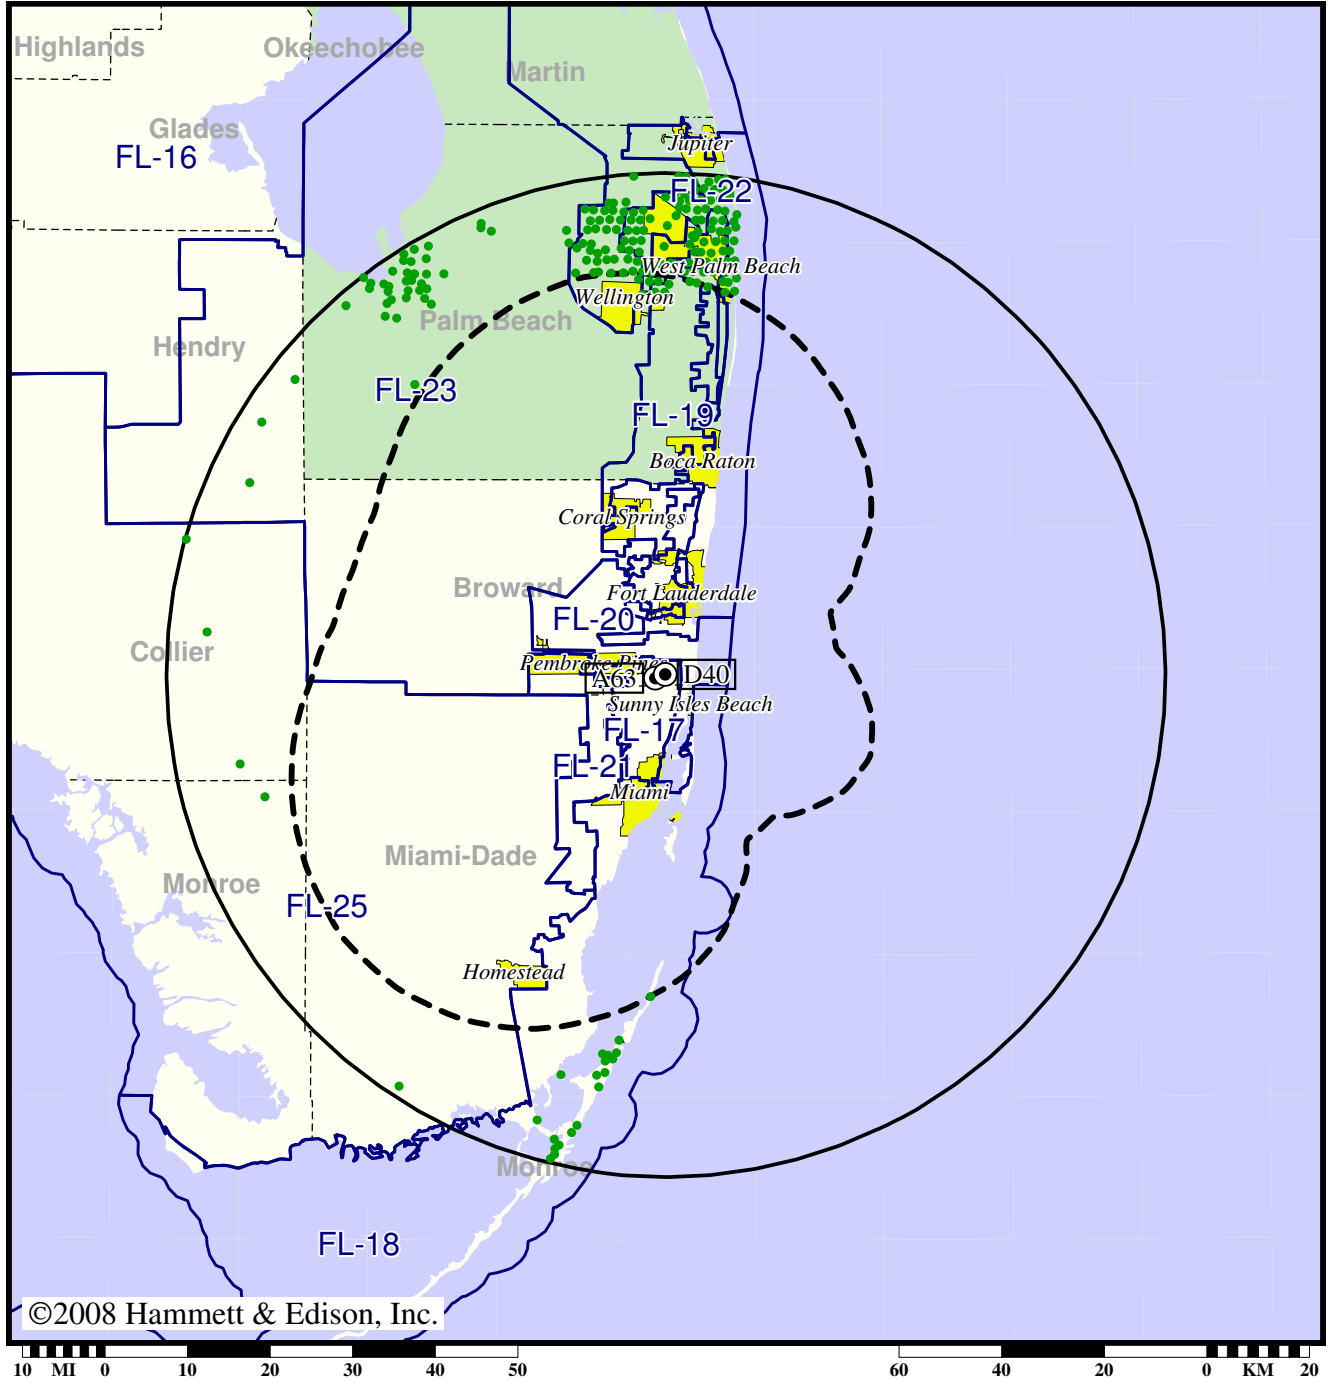 Highlands
Okeechobee
Martin
Glades
FL-16
Jupiter
FL-22
West Palm Beach
Wellington
Palm Beach
Hendry
FL-23
FL-19
Boca Raton
Coral Springs
Broward
Fort Lauderdale
FL-20
Collier
Pembroke Pines
A63
D40
Sunny Isles Beach
FL-17
FL-21
Miami
Miami-Dade
Monroe
FL-25
Homestead
Monroe
FL-18
©2008 Hammett & Edison, Inc.
10 MI 0 10 20 30 40 50 60 40 20 0 KM 20